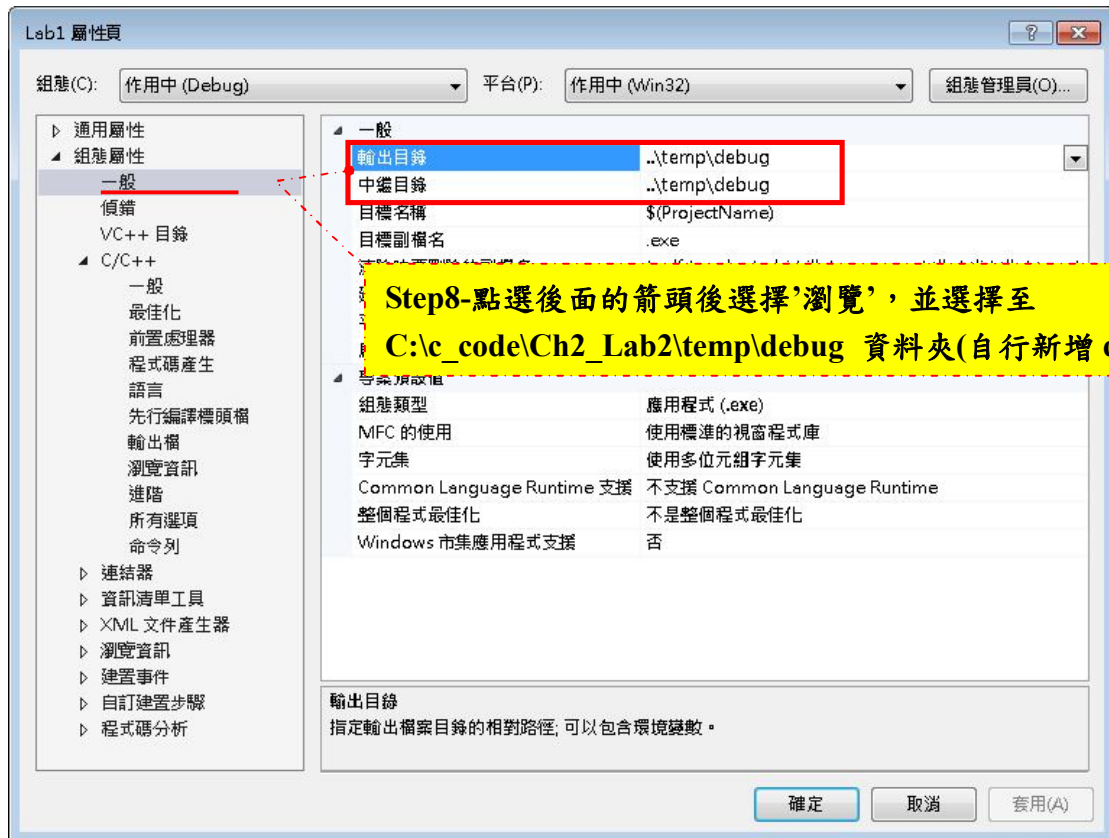 Lab1 屬性頁
組態(C): 作用中 (Debug) 平台(P): 作用中 (Win32) 組態管理員(O)...
通用屬性
組態屬性
一般
偵錯
VC++ 目錄
C/C++
一般
最佳化
前置處理器
程式碼產生
語言
先行編譯標頭檔
輸出檔
瀏覽資訊
進階
所有選項
命令列
連結器
資訊清單工具
XML 文件產生器
瀏覽資訊
建置事件
自訂建置步驟
程式碼分析
一般
輸出目錄 ..\temp\debug
中繼目錄 ..\temp\debug
目標名稱 $(ProjectName)
目標副檔名 .exe
Step8-點選後面的箭頭後選擇’瀏覽’，並選擇至
C:\c_code\Ch2_Lab2\temp\debug 資料夾(自行新增
專案預設值
組態類型 應用程式 (.exe)
MFC 的使用 使用標準的視窗程式庫
字元集 使用多位元組字元集
Common Language Runtime 支援 不支援 Common Language Runtime
整個程式最佳化 不是整個程式最佳化
Windows 市集應用程式支援 否
輸出目錄
指定輸出檔案目錄的相對路徑; 可以包含環境變數。
確定 取消 套用(A)